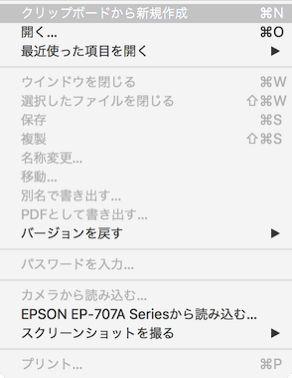 クリップボードから新規作成 ⌘N
開く... ⌘O
最近使った項目を開く ▶
ウインドウを閉じる ⌘W
選択したファイルを閉じる ⇧⌘W
保存 ⌘S
複製 ⇧⌘S
名称変更...
移動...
別名で書き出す...
PDFとして書き出す...
バージョンを戻す ▶
パスワードを入力...
カメラから読み込む...
EPSON EP-707A Seriesから読み込む...
スクリーンショットを撮る ▶
プリント... ⌘P